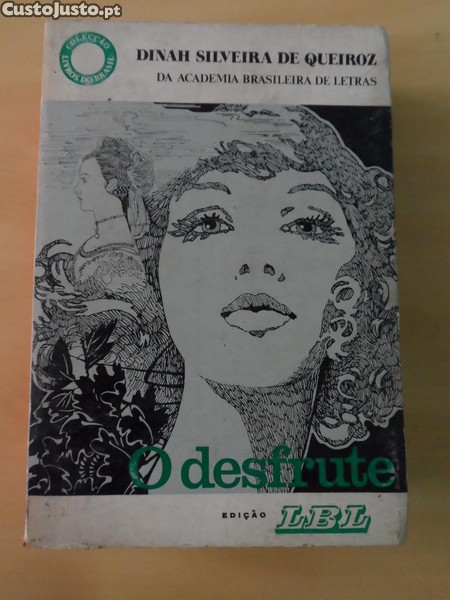 CustoJusto.pt
COLECÇÃO
LIVROS DO BRASIL
DINAH SILVEIRA DE QUEIROZ
DA ACADEMIA BRASILEIRA DE LETRAS
O desfrute
EDIÇÃO LBL